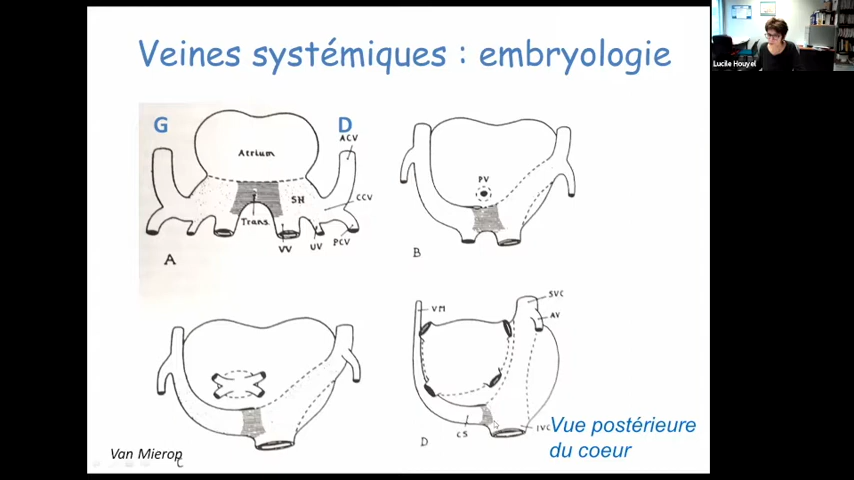 Veines systémiques : embryologie
Lucile Houyel
G
D
ACV
Atrium
SH
CCV
Trans.
VV
UV
PCV
A
PV
B
VM
SVC
AV
CS
IVC
D
Vue postérieure
du coeur
Van Mierop
C